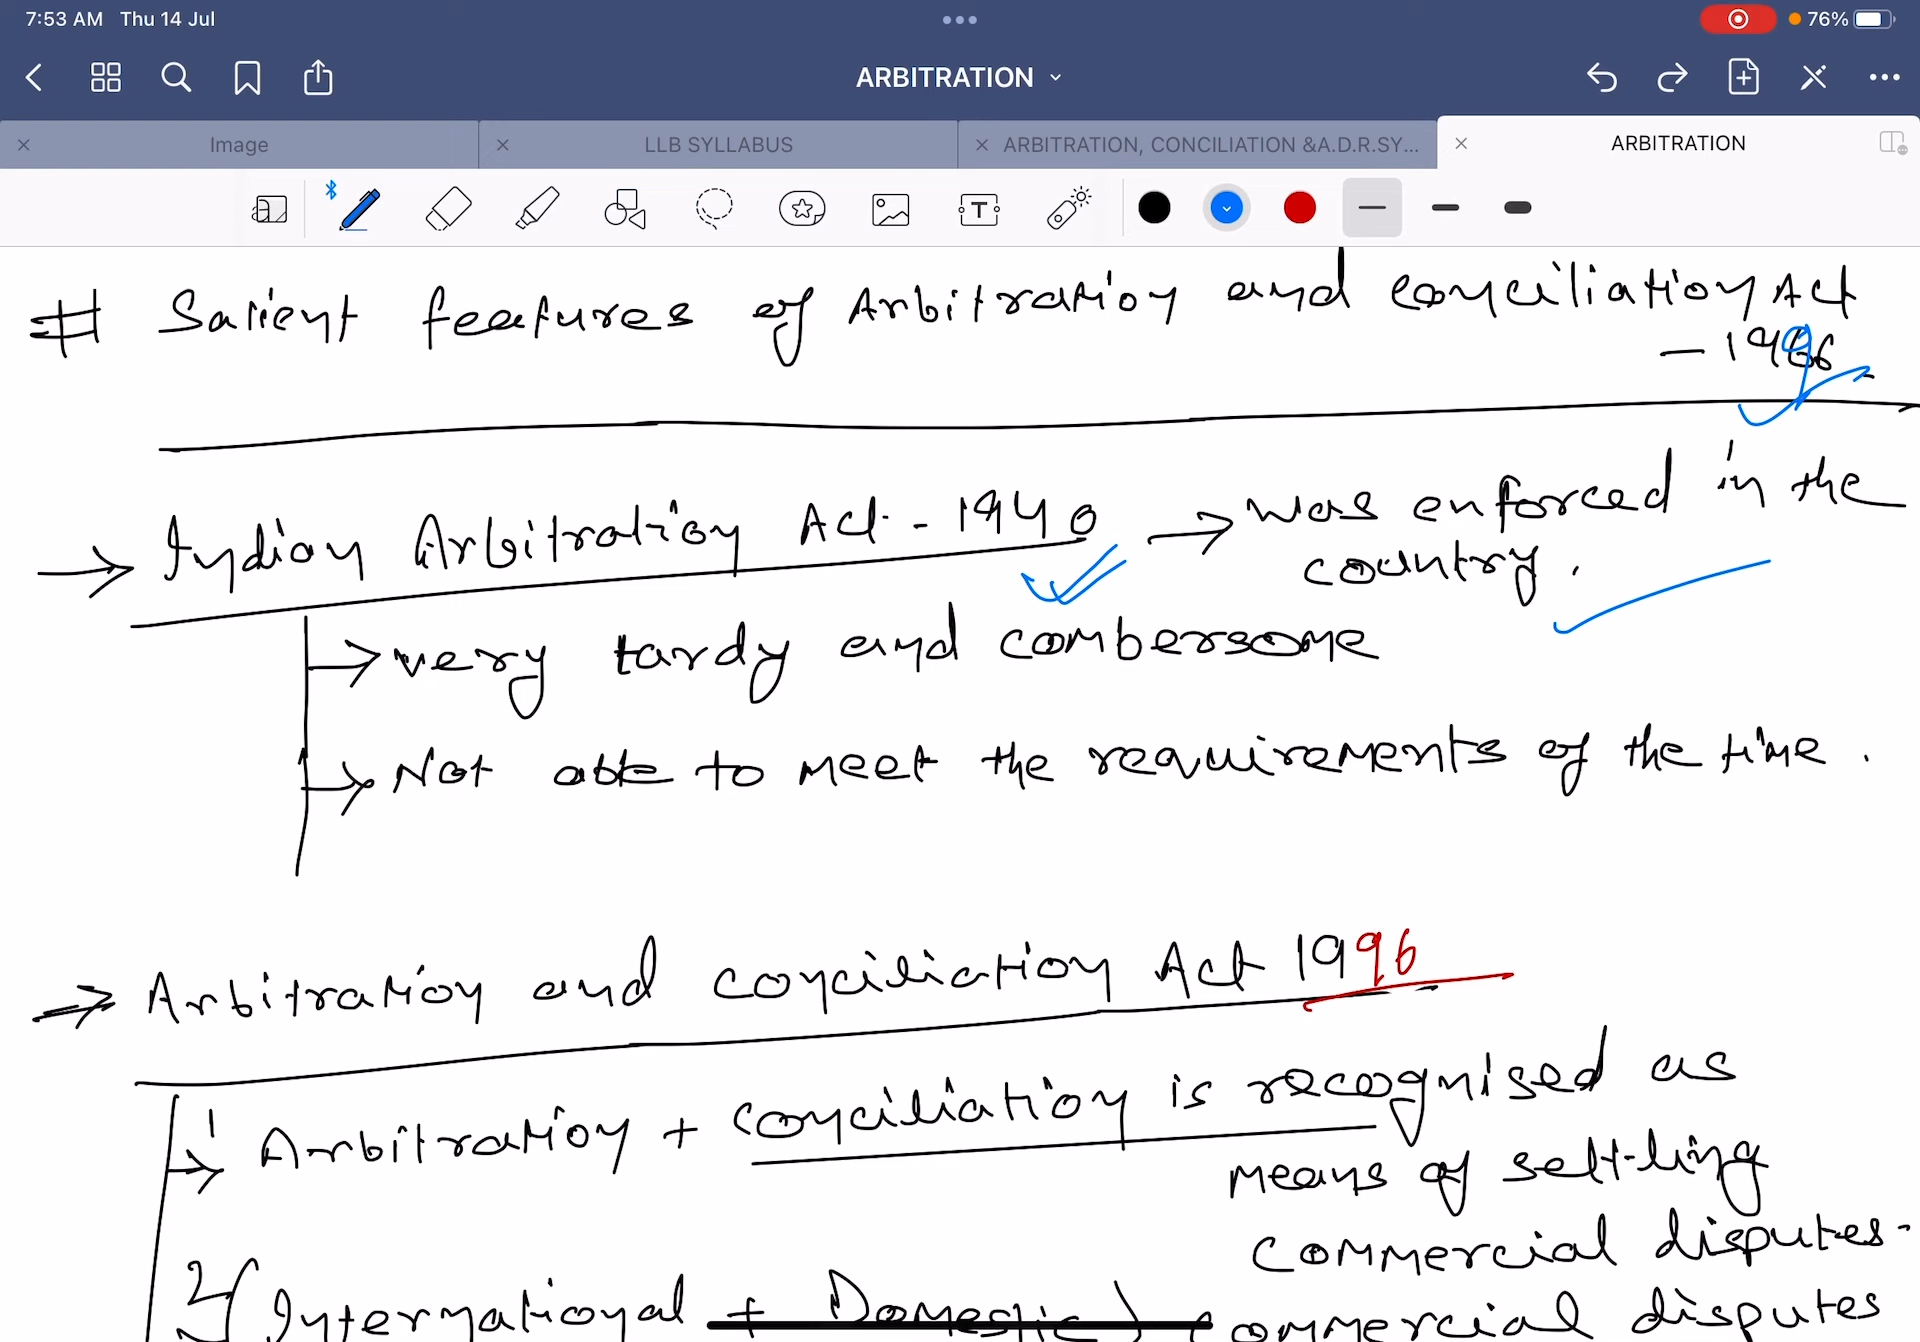 7:53 AM Thu 14 Jul
76%
ARBITRATION
Image
LLB SYLLABUS
ARBITRATION, CONCILIATION &A.D.R.SY...
ARBITRATION
# Salient features of Arbitration and conciliation Act
- 1996
→ Indian Arbitration Act - 1940 → was enforced in the
country.
→ very tardy and combersome
→ Not able to meet the requirements of the time.
→ Arbitration and conciliation Act 1996
1 → Arbitration + conciliation is recognised as
means of settling
commercial disputes.
2 International + Domestic) commercial disputes